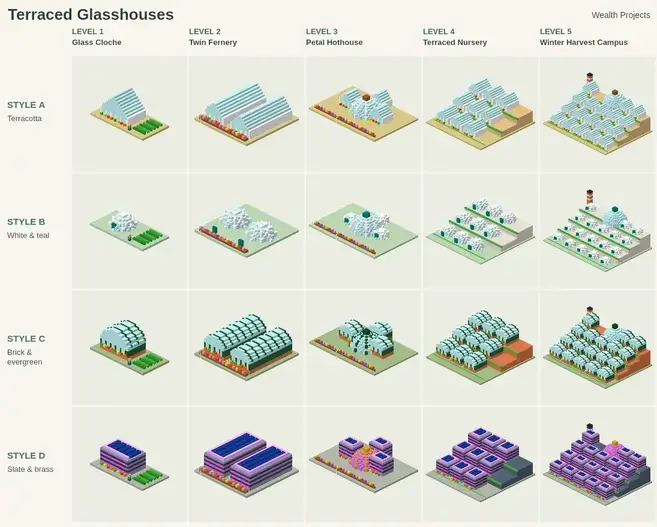 Terraced Glasshouses
Wealth Projects
LEVEL 1
Glass Cloche
LEVEL 2
Twin Fernery
LEVEL 3
Petal Hothouse
LEVEL 4
Terraced Nursery
LEVEL 5
Winter Harvest Campus
STYLE A
Terracotta
STYLE B
White & teal
STYLE C
Brick &
evergreen
STYLE D
Slate & brass